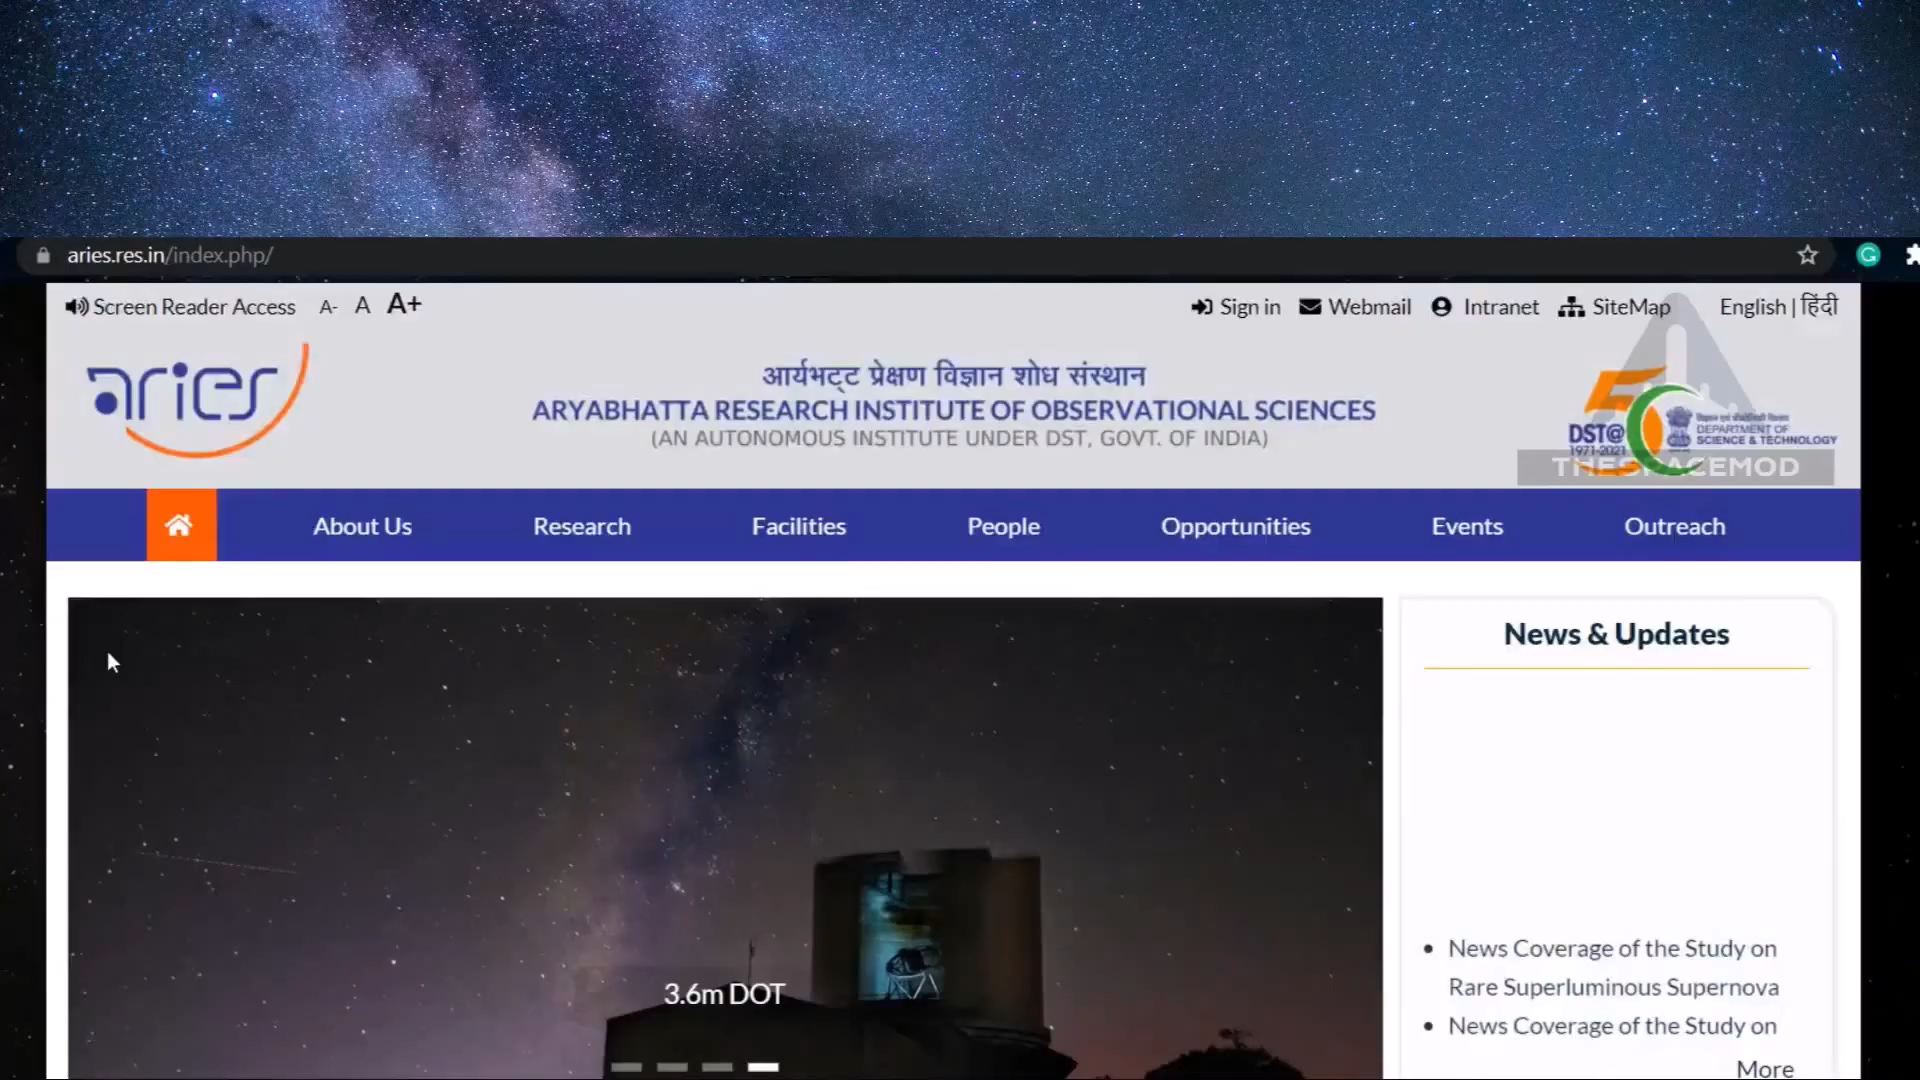 aries.res.in/index.php/
Screen Reader Access A- A A+
Sign in Webmail Intranet SiteMap English | हिंदी
aries
आर्यभट्ट प्रेक्षण विज्ञान शोध संस्थान
ARYABHATTA RESEARCH INSTITUTE OF OBSERVATIONAL SCIENCES
(AN AUTONOMOUS INSTITUTE UNDER DST, GOVT. OF INDIA)
DST@
1971-2021
DEPARTMENT OF
SCIENCE & TECHNOLOGY
THESPACEMOD
About Us Research Facilities People Opportunities Events Outreach
News & Updates
News Coverage of the Study on
Rare Superluminous Supernova
News Coverage of the Study on
More
3.6m DOT